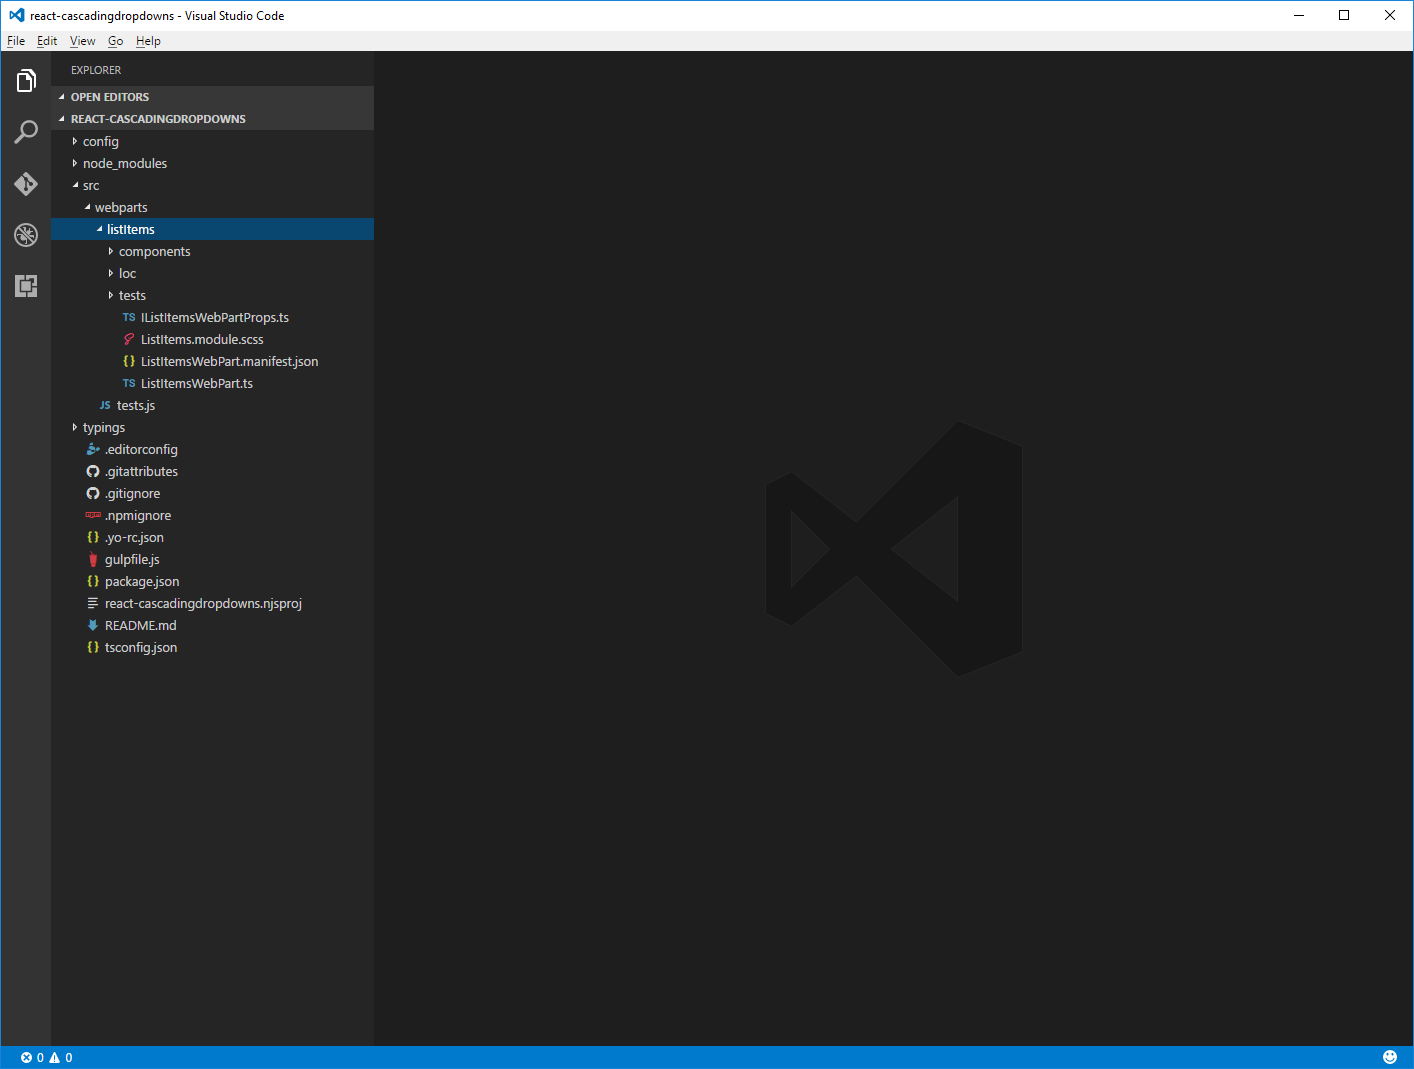 react-cascadingdropdowns - Visual Studio Code
File Edit View Go Help
EXPLORER
OPEN EDITORS
REACT-CASCADINGDROPDOWNS
config
node_modules
src
webparts
listItems
components
loc
tests
TS IListItemsWebPartProps.ts
ListItems.module.scss
{} ListItemsWebPart.manifest.json
TS ListItemsWebPart.ts
JS tests.js
typings
.editorconfig
.gitattributes
.gitignore
npm .npmignore
{} .yo-rc.json
gulpfile.js
{} package.json
react-cascadingdropdowns.njsproj
README.md
{} tsconfig.json
0 0